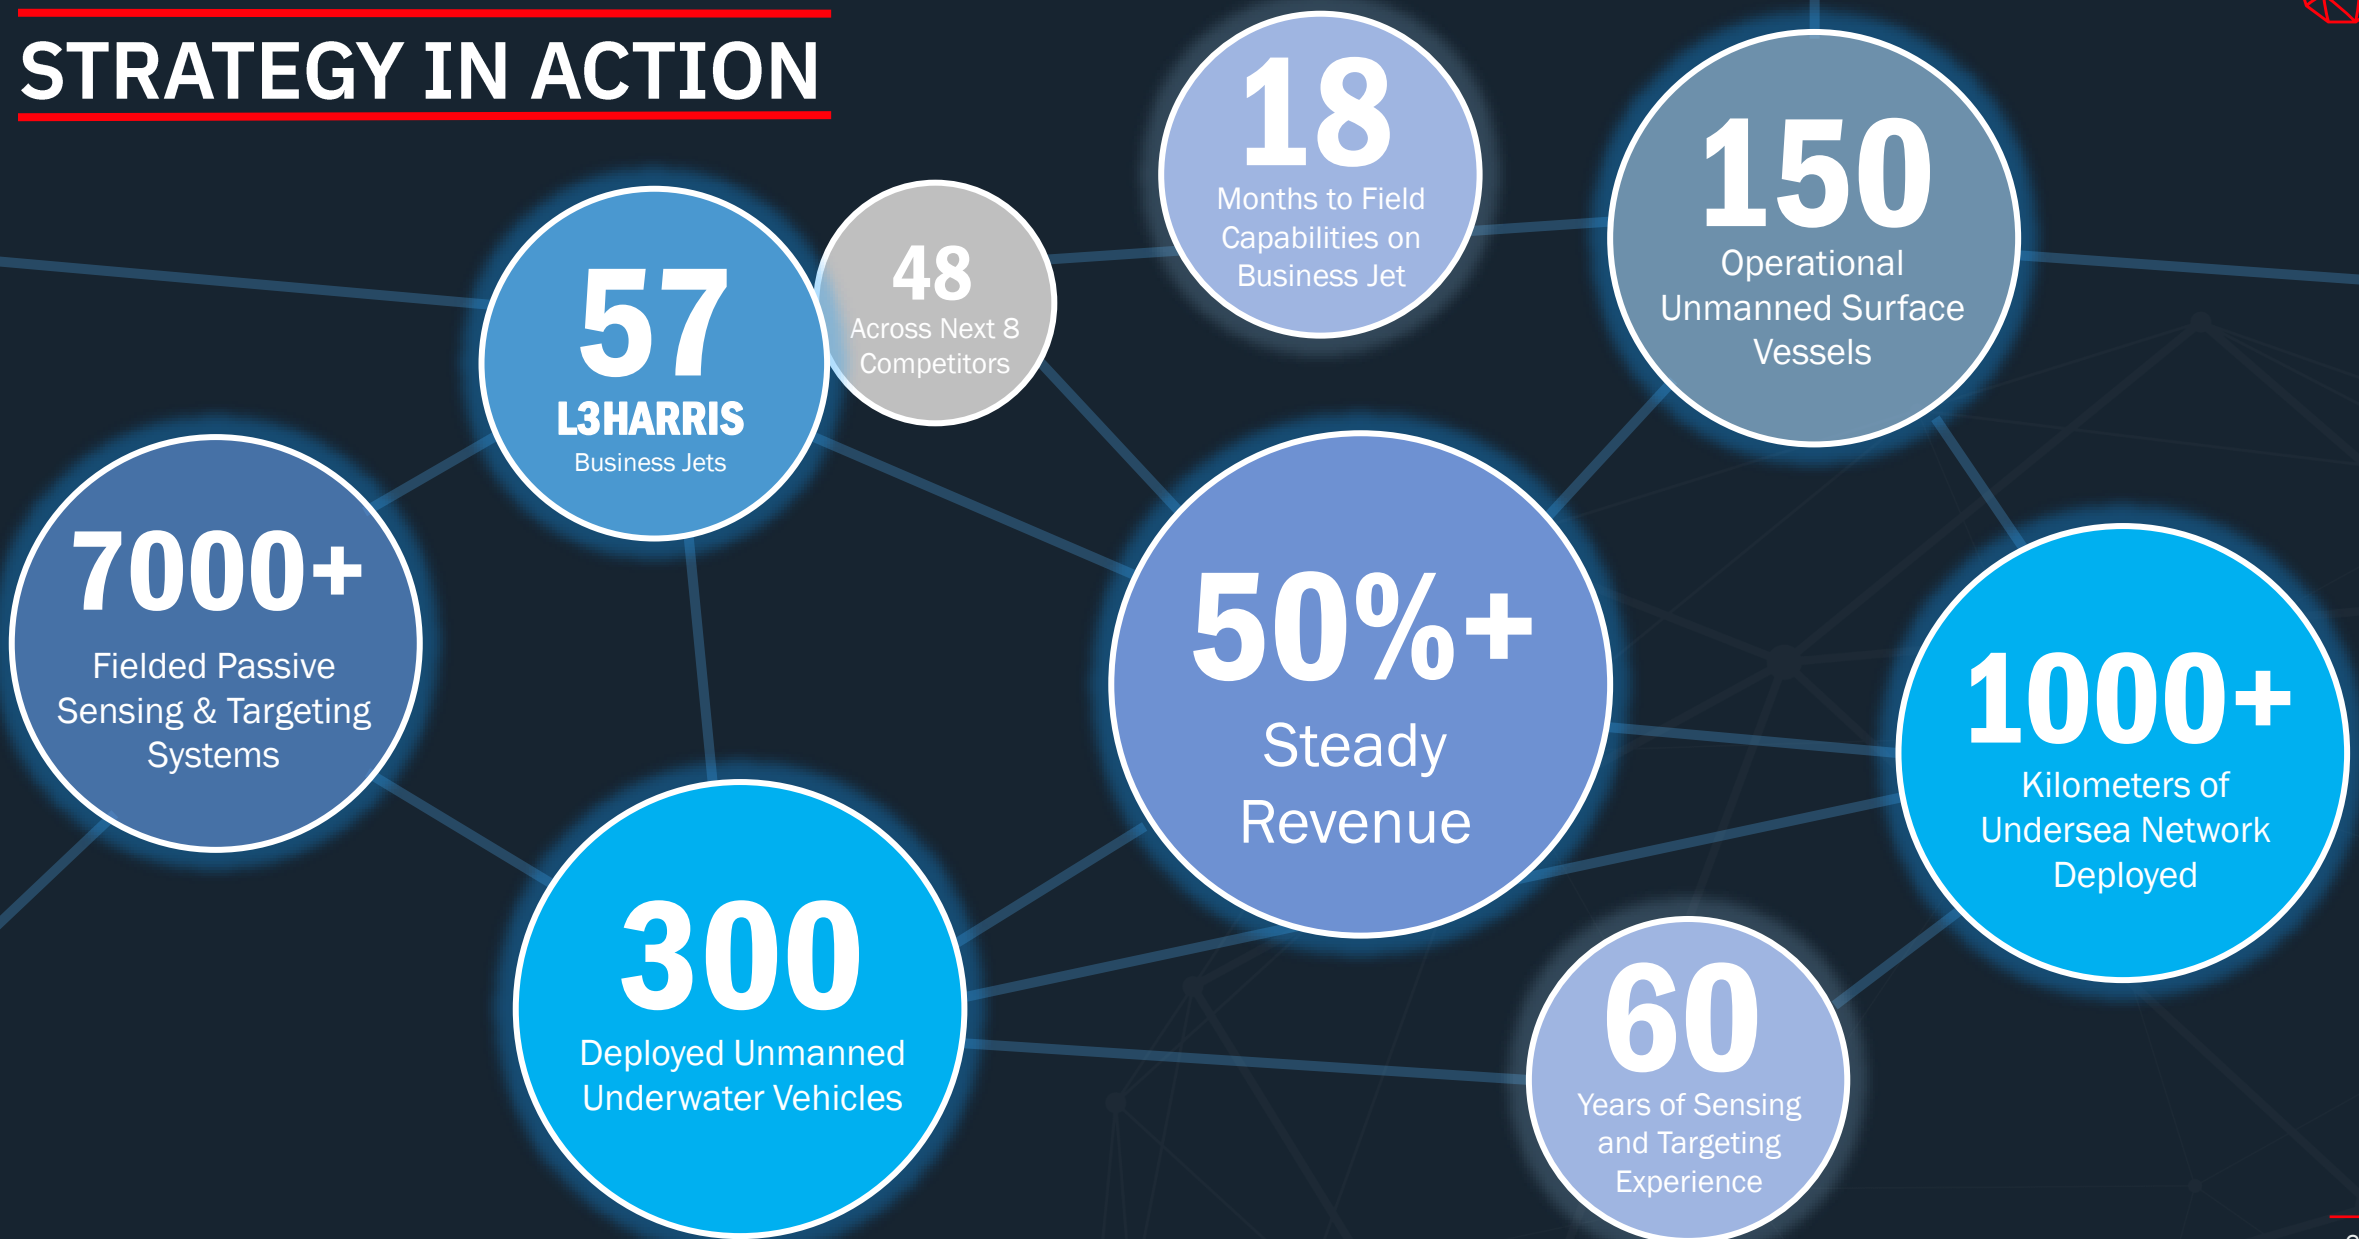 STRATEGY IN ACTION
18
Months to Field
Capabilities on
Business Jet
150
Operational
Unmanned Surface
Vessels
57
L3HARRIS
Business Jets
48
Across Next 8
Competitors
7000+
Fielded Passive
Sensing & Targeting
Systems
50%+
Steady
Revenue
1000+
Kilometers of
Undersea Network
Deployed
300
Deployed Unmanned
Underwater Vehicles
60
Years of Sensing
and Targeting
Experience